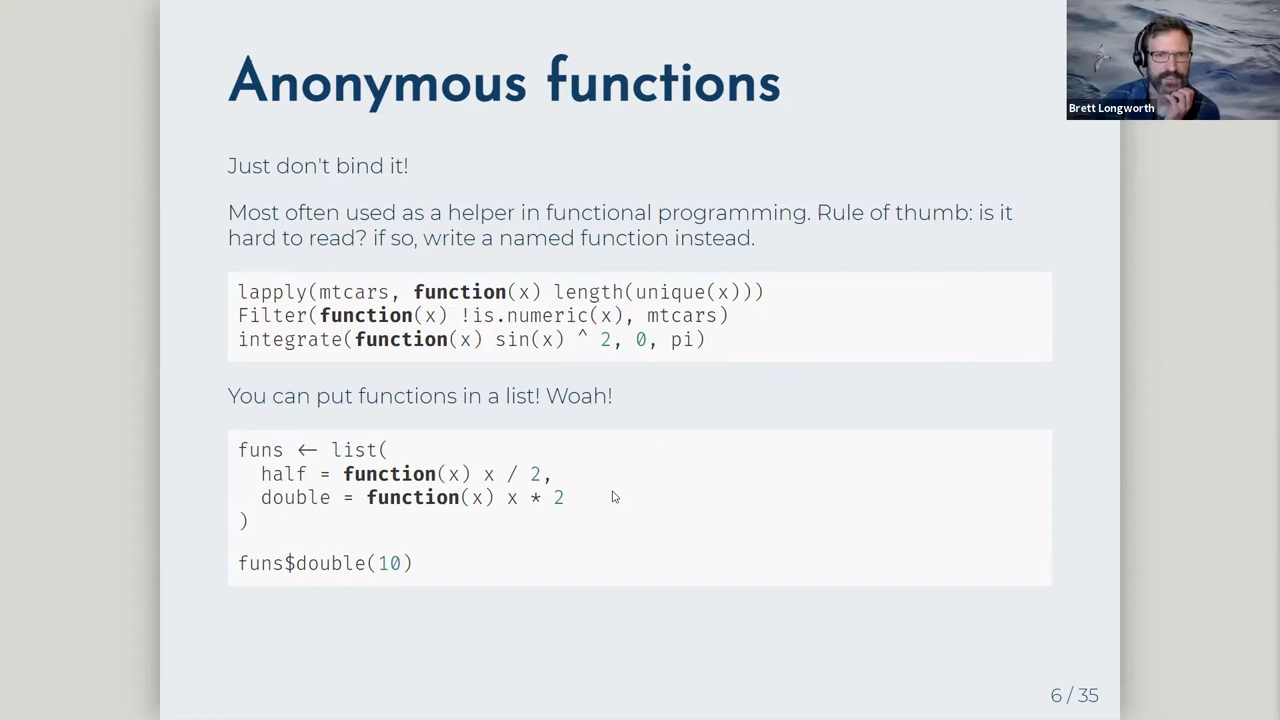 Anonymous functions
Brett Longworth
Just don't bind it!
Most often used as a helper in functional programming. Rule of thumb: is it
hard to read? if so, write a named function instead.
lapply(mtcars, function(x) length(unique(x)))
Filter(function(x) !is.numeric(x), mtcars)
integrate(function(x) sin(x) ^ 2, 0, pi)
You can put functions in a list! Woah!
funs <- list(
  half = function(x) x / 2,
  double = function(x) x * 2
)
funs$double(10)
6 / 35